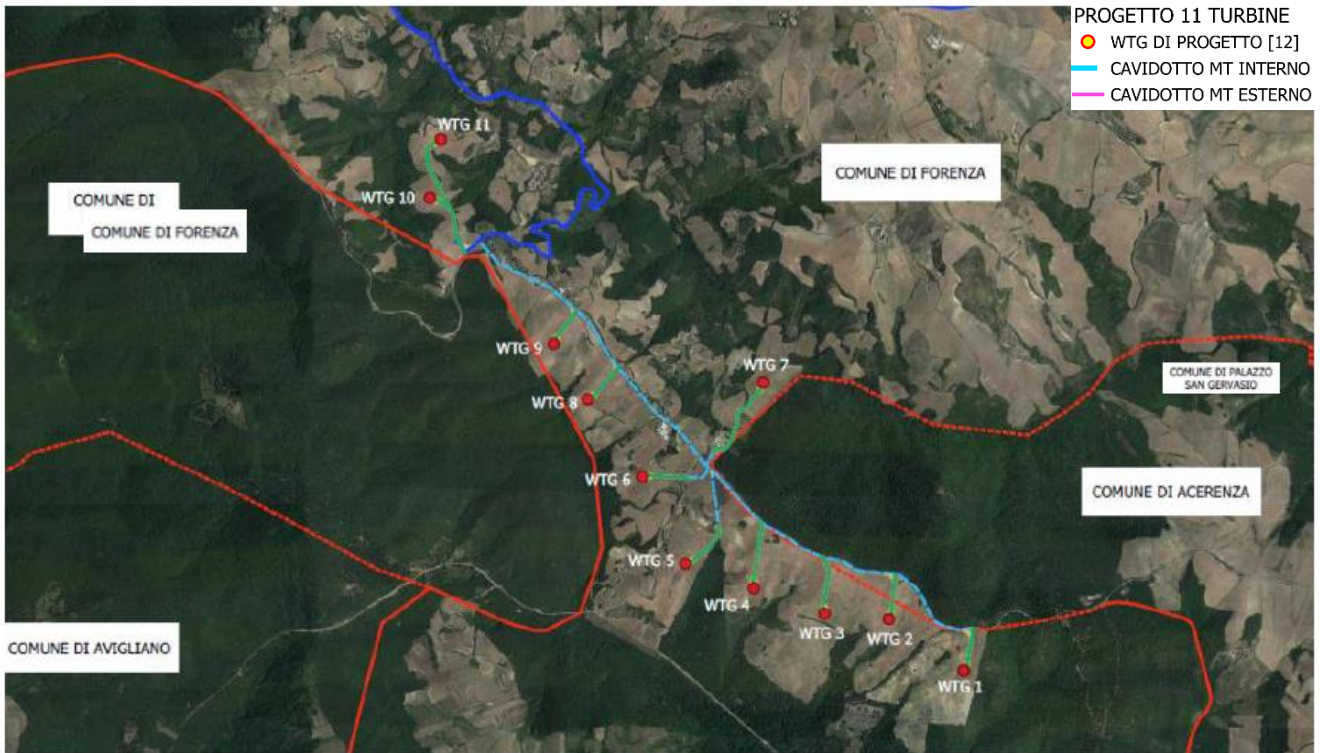 PROGETTO 11 TURBINE
WTG DI PROGETTO [12]
CAVIDOTTO MT INTERNO
CAVIDOTTO MT ESTERNO
WTG 11
COMUNE DI FORENZA
WTG 10
COMUNE DI
COMUNE DI FORENZA
WTG 9
WTG 7
COMUNE DI PALAZZO
SAN GERVASIO
WTG 8
WTG 6
COMUNE DI ACERENZA
WTG 5
WTG 4
WTG 3
WTG 2
COMUNE DI AVIGLIANO
WTG 1